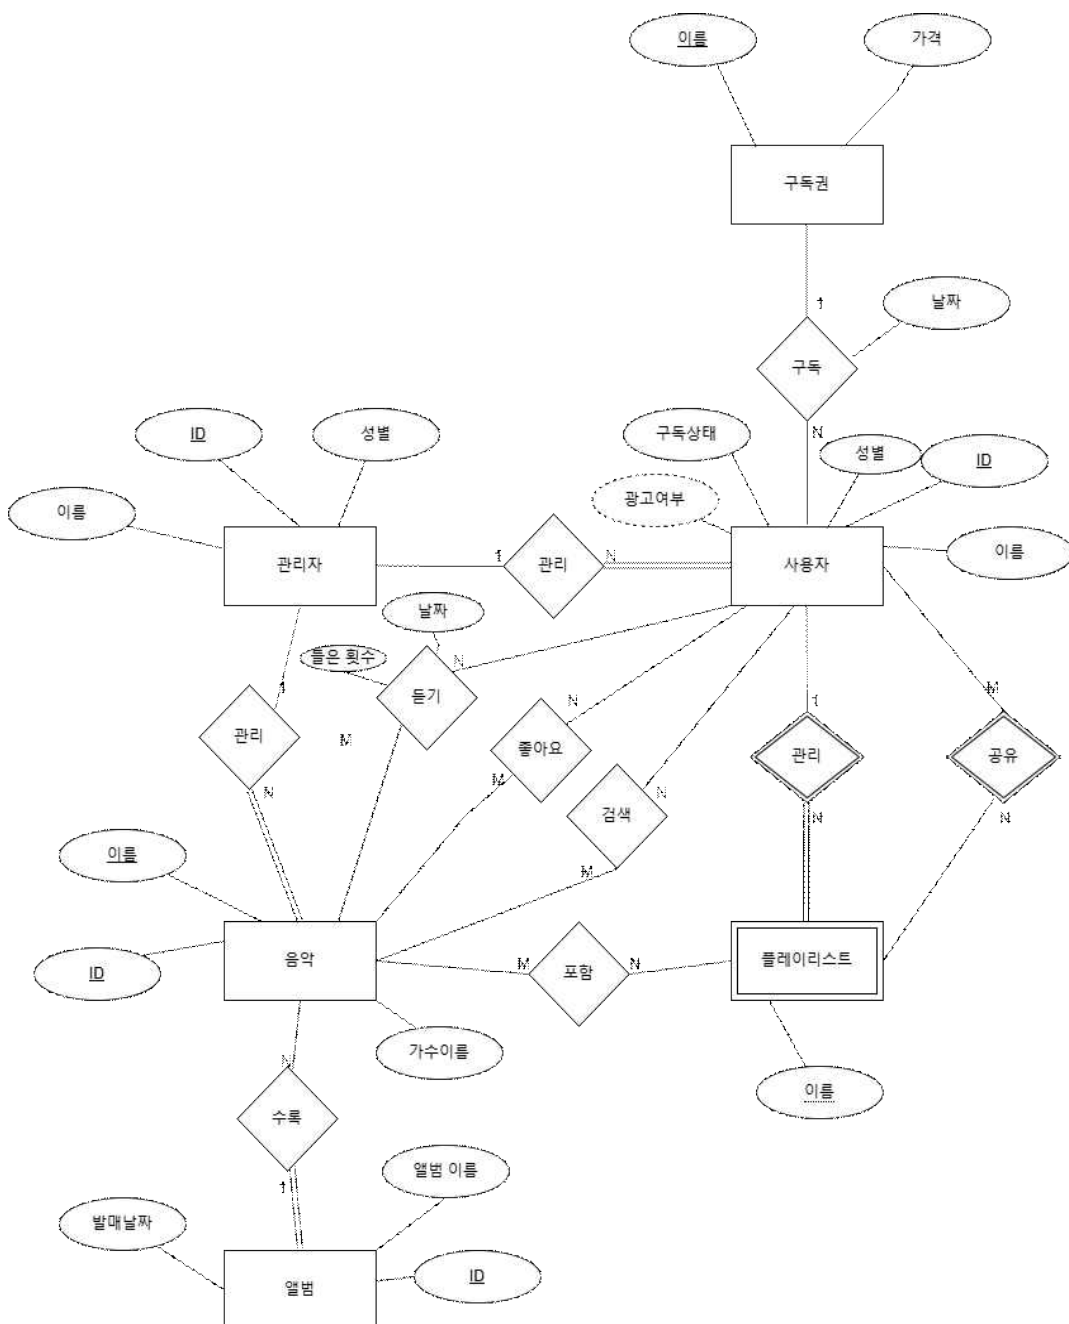 이름
가격
구독권
1
날짜
구독
N
ID
성별
구독상태
성별
ID
이름
광고여부
이름
관리자
1
관리
N
사용자
날짜
들은 횟수
듣기
N
1
관리
N
M
좋아요
N
M
검색
N
M
1
관리
N
M
공유
N
이름
ID
음악
M
포함
N
플레이리스트
가수이름
이름
N
수록
1
앨범 이름
발매날짜
앨범
ID